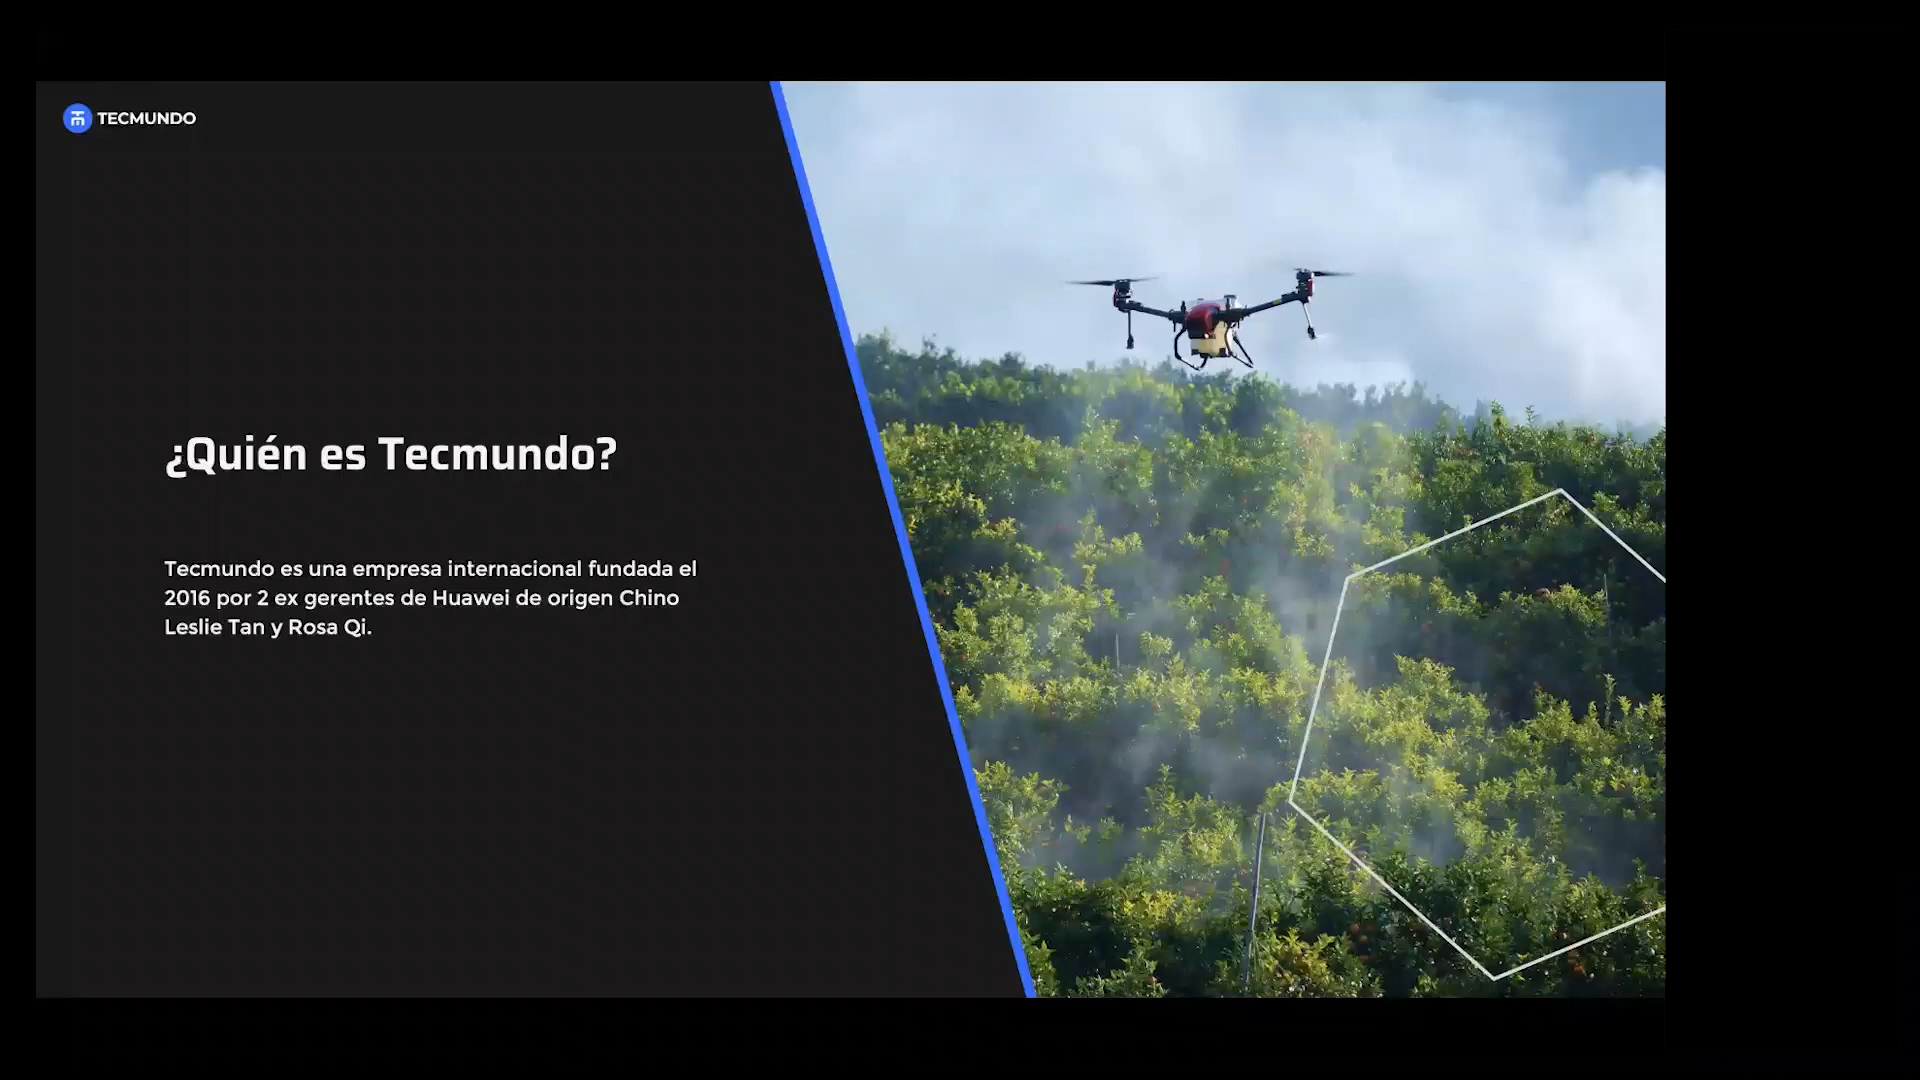 TECMUNDO
¿Quién es Tecmundo?
Tecmundo es una empresa internacional fundada el
2016 por 2 ex gerentes de Huawei de origen Chino
Leslie Tan y Rosa Qi.